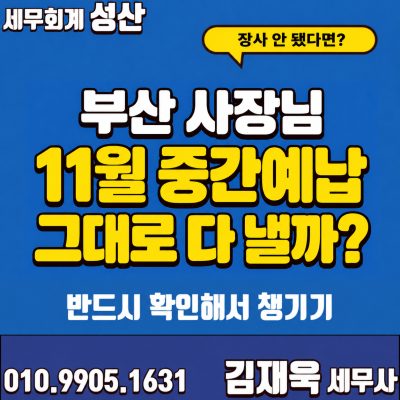 세무회계 성산
장사 안 됐다면?
부산 사장님
11월 중간예납
그대로 다 낼까?
반드시 확인해서 챙기기
010.9905.1631 김재욱 세무사